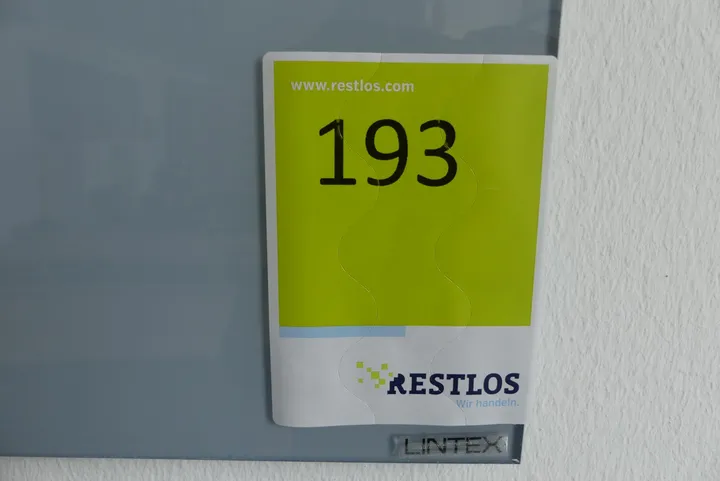 www.restlos.com
193
RESTLOS
Wir handeln.
LINTEX